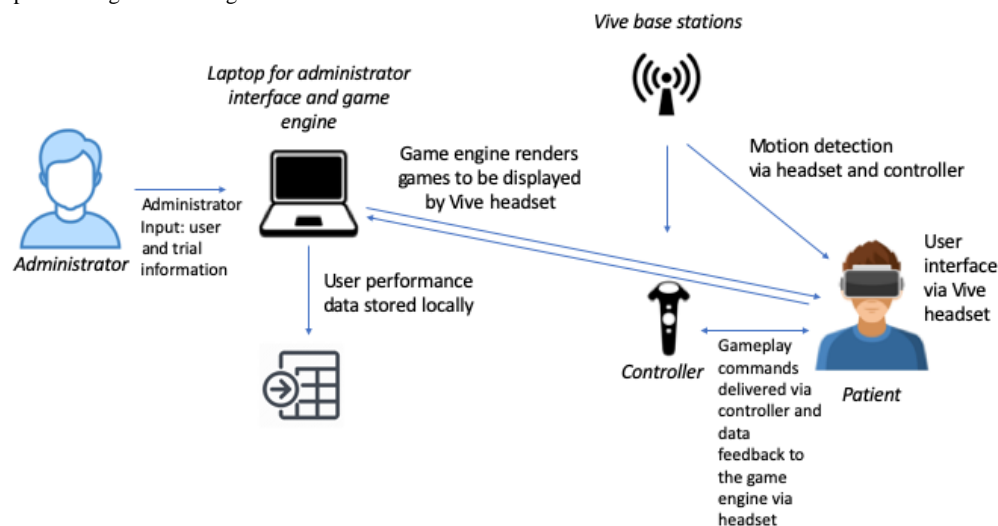 Vive base stations
Laptop for administrator
interface and game
engine
Game engine renders
games to be displayed
by Vive headset
Motion detection
via headset and controller
Administrator
Input: user
and trial
information
Administrator
User performance
data stored locally
User
interface
via Vive
headset
Controller
Gameplay
commands
delivered via
controller and
data
feedback to
the game
engine via
headset
Patient